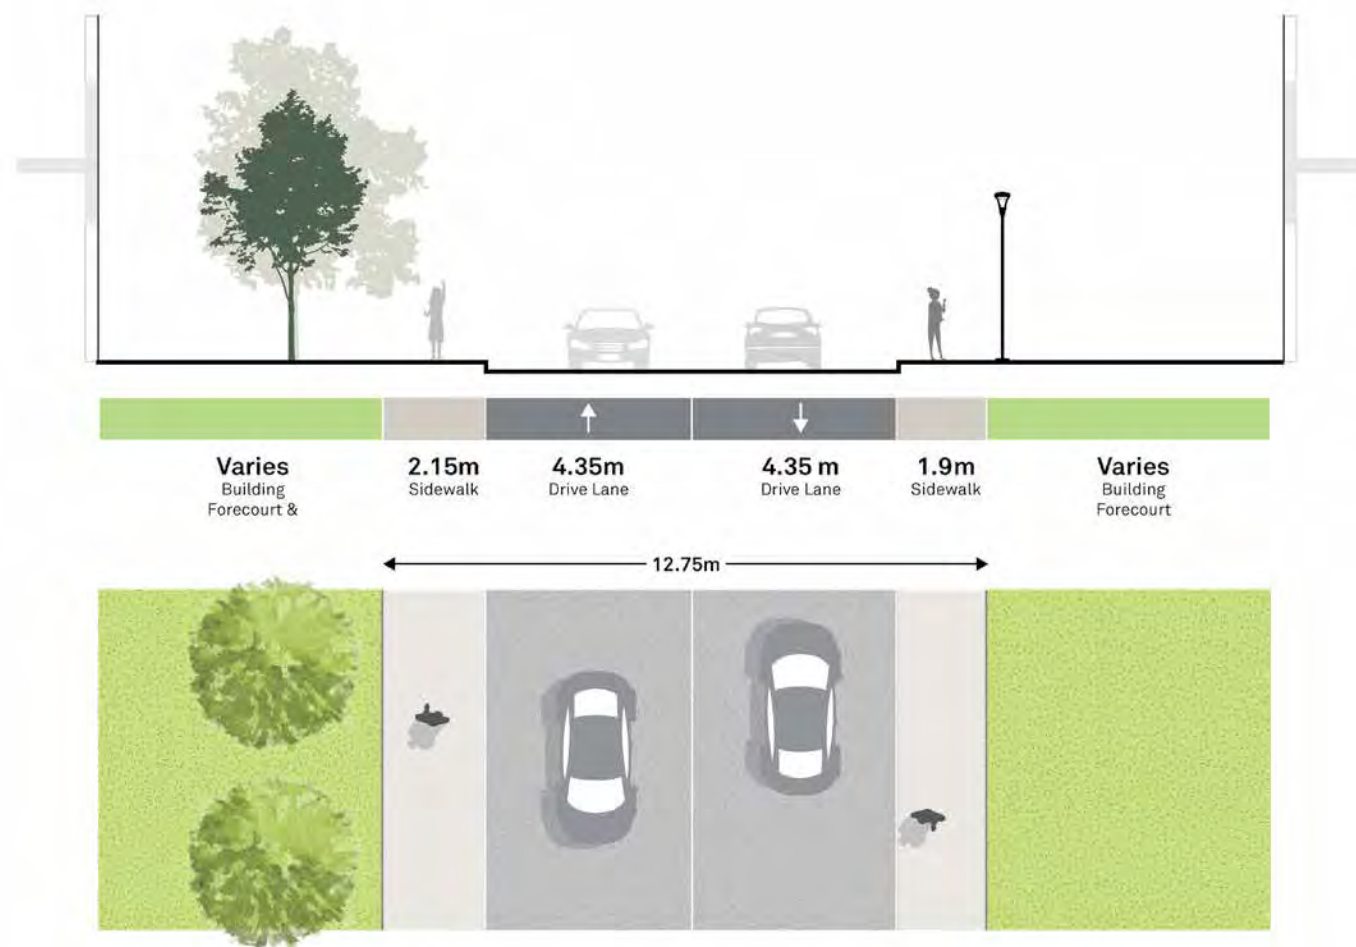 Varies
Building
Forecourt &
2.15m
Sidewalk
4.35m
Drive Lane
4.35 m
Drive Lane
1.9m
Sidewalk
Varies
Building
Forecourt
12.75m